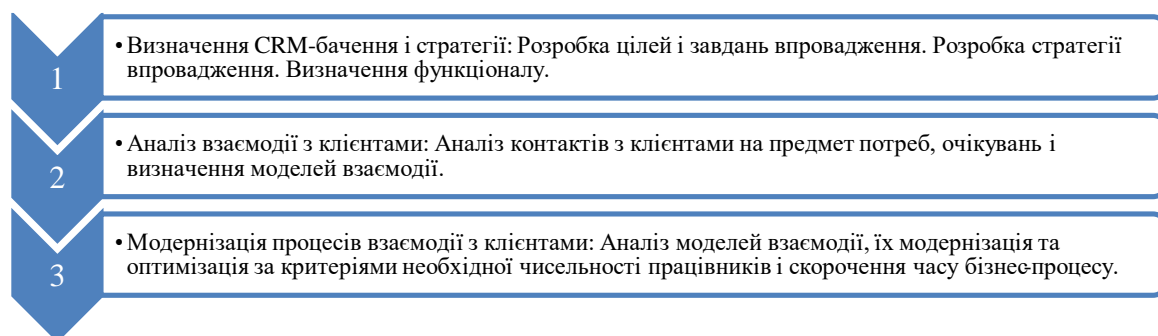 1
• Визначення CRM-бачення і стратегії: Розробка цілей і завдань впровадження. Розробка стратегії
впровадження. Визначення функціоналу.
2
• Аналіз взаємодії з клієнтами: Аналіз контактів з клієнтами на предмет потреб, очікувань і
визначення моделей взаємодії.
3
• Модернізація процесів взаємодії з клієнтами: Аналіз моделей взаємодії, їх модернізація та
оптимізація за критеріями необхідної чисельності працівників і скорочення часу бізнес-процесу.